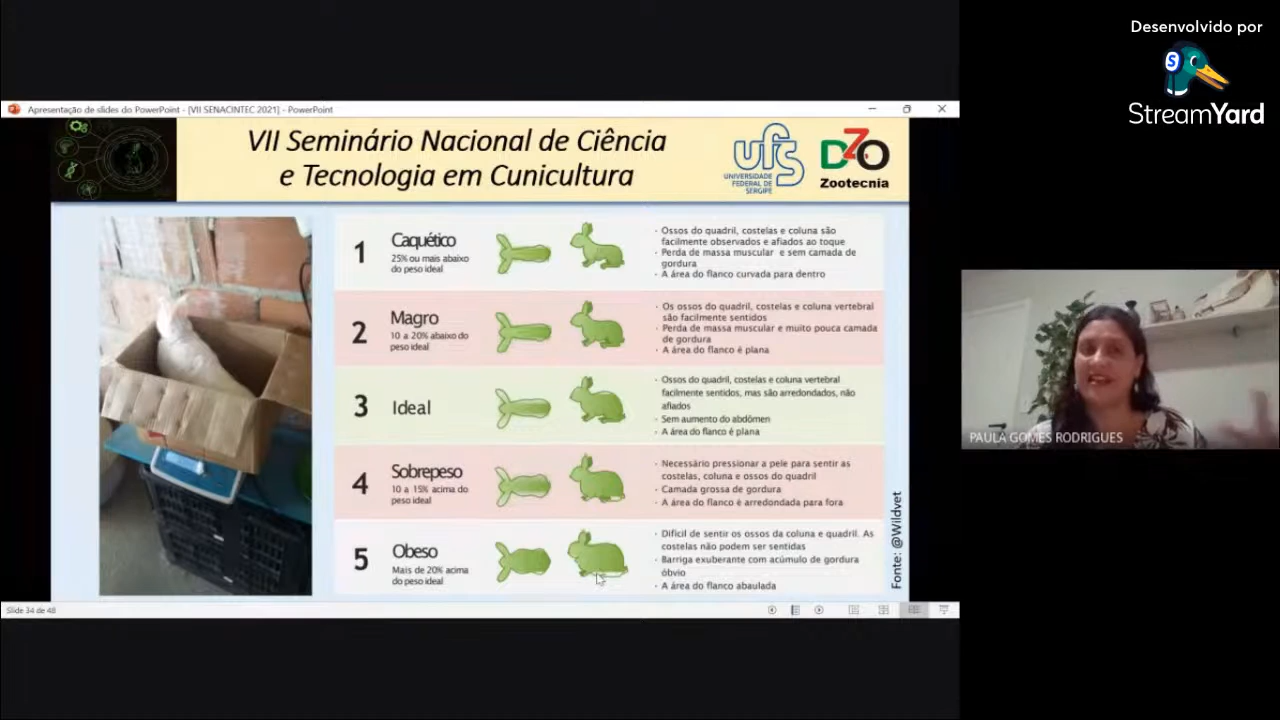 Desenvolvido por
StreamYard
Apresentação de slides do PowerPoint - [VII SENACINTEC 2021] - PowerPoint
VII Seminário Nacional de Ciência
e Tecnologia em Cunicultura
ufs
UNIVERSIDADE
FEDERAL DE
SERGIPE
DZO
Zootecnia
1
Caquético
25% ou mais abaixo
do peso ideal
· Ossos do quadril, costelas e coluna são
facilmente observados e afiados ao toque
· Perda de massa muscular e sem camada de
gordura
· A área do flanco curvada para dentro
2
Magro
10 a 20% abaixo do
peso ideal
· Os ossos do quadril, costelas e coluna vertebral
são facilmente sentidos
· Perda de massa muscular e muito pouca camada
de gordura
· A área do flanco é plana
3
Ideal
· Ossos do quadril, costelas e coluna vertebral
facilmente sentidos, mas são arredondados, não
afiados
· Sem aumento do abdômen
· A área do flanco é plana
4
Sobrepeso
10 a 15% acima do
peso ideal
· Necessário pressionar a pele para sentir as
costelas, coluna e ossos do quadril
· Camada grossa de gordura
· A área do flanco é arredondada para fora
5
Obeso
Mais de 20% acima
do peso ideal
· Difícil de sentir os ossos da coluna e quadril. As
costelas não podem ser sentidas
· Barriga exuberante com acúmulo de gordura
óbvio
· A área do flanco abaulada
Fonte: @Wildvet
PAULA GOMES RODRIGUES
Slide 34 de 48